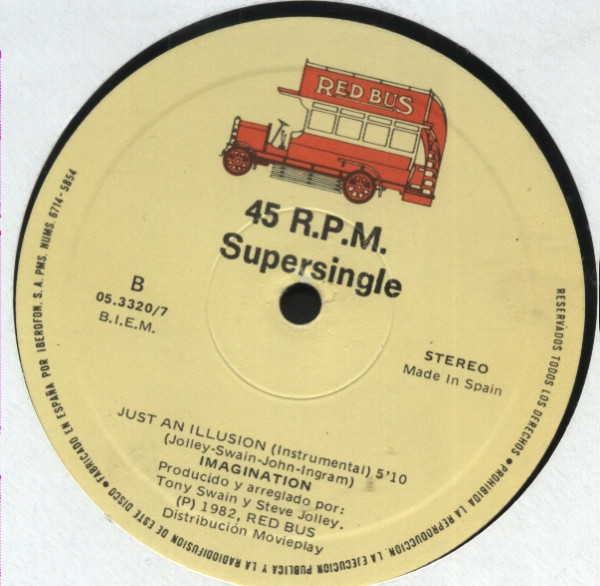 RED BUS
45 R.P.M.
Supersingle
B
05.3320/7
B.I.E.M.
STEREO
Made In Spain
JUST AN ILLUSION (Instrumental) 5'10
(Jolley-Swain-John-Ingram)
IMAGINATION
Producido y arreglado por:
Tony Swain y Steve Jolley.
(P) 1982, RED BUS
Distribución Movieplay
RESERVADOS TODOS LOS DERECHOS • PROHIBIDA LA REPRODUCCION, LA EJECUCION PUBLICA Y LA RADIODIFUSION DE ESTE DISCO • FABRICADO EN ESPAÑA POR IBEROFON, S.A. PMS. NUMS. 6714-5854